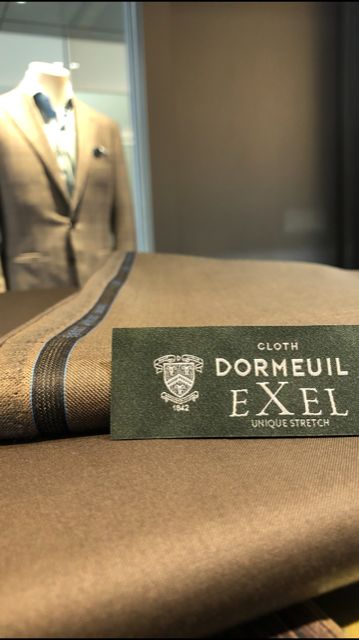 CLOTH
DORMEUIL
1842
EXEL
UNIQUE STRETCH